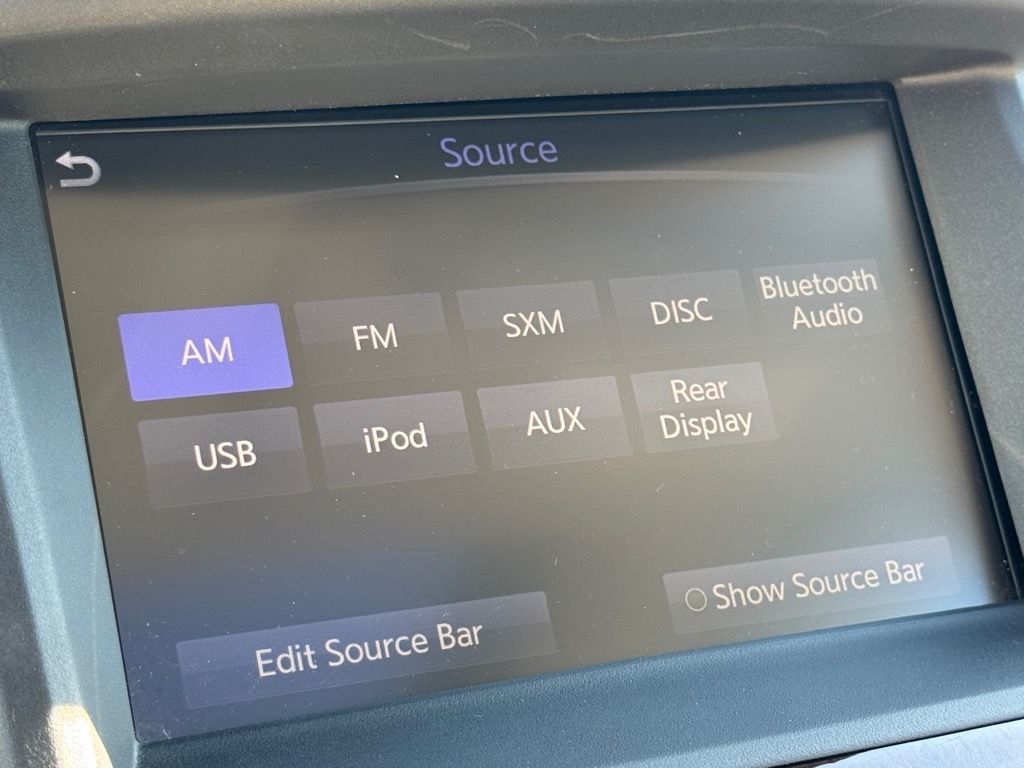 Source
AM
FM
SXM
DISC
Bluetooth
Audio
USB
iPod
AUX
Rear
Display
Edit Source Bar
Show Source Bar